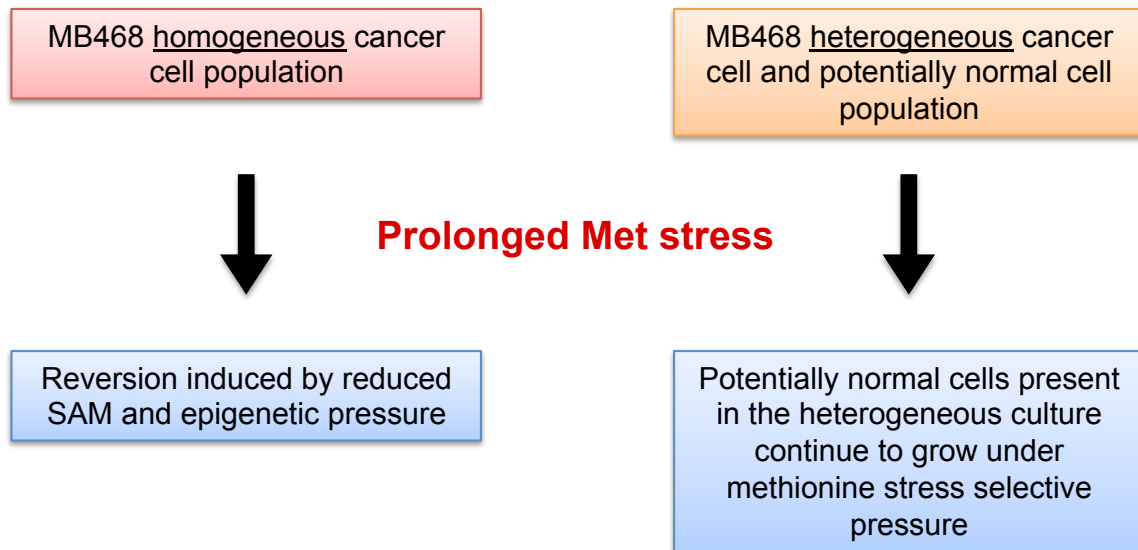 MB468 homogeneous cancer
cell population
MB468 heterogeneous cancer
cell and potentially normal cell
population
Prolonged Met stress
Reversion induced by reduced
SAM and epigenetic pressure
Potentially normal cells present
in the heterogeneous culture
continue to grow under
methionine stress selective
pressure